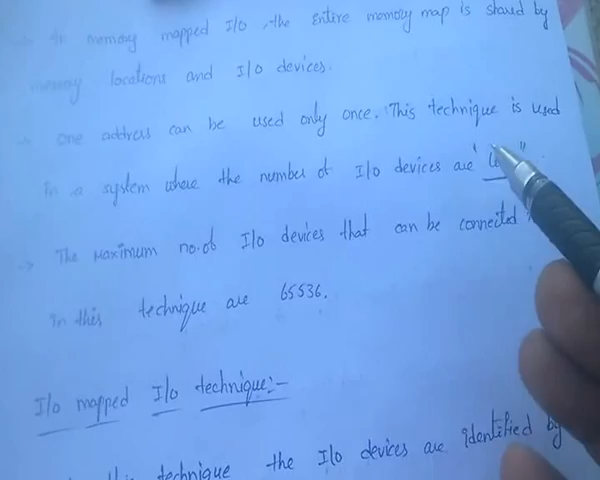 → In memory mapped I/o, the Entire memory map is shared by
memory locations and I/o devices.
→ one address can be used only once. This technique is used
In a system where the number of I/o devices are " "
→ The Maximum no.of I/o devices that can be connected
In this technique are 65536.
I/o mapped I/o technique:-
this technique the I/o devices are identified by